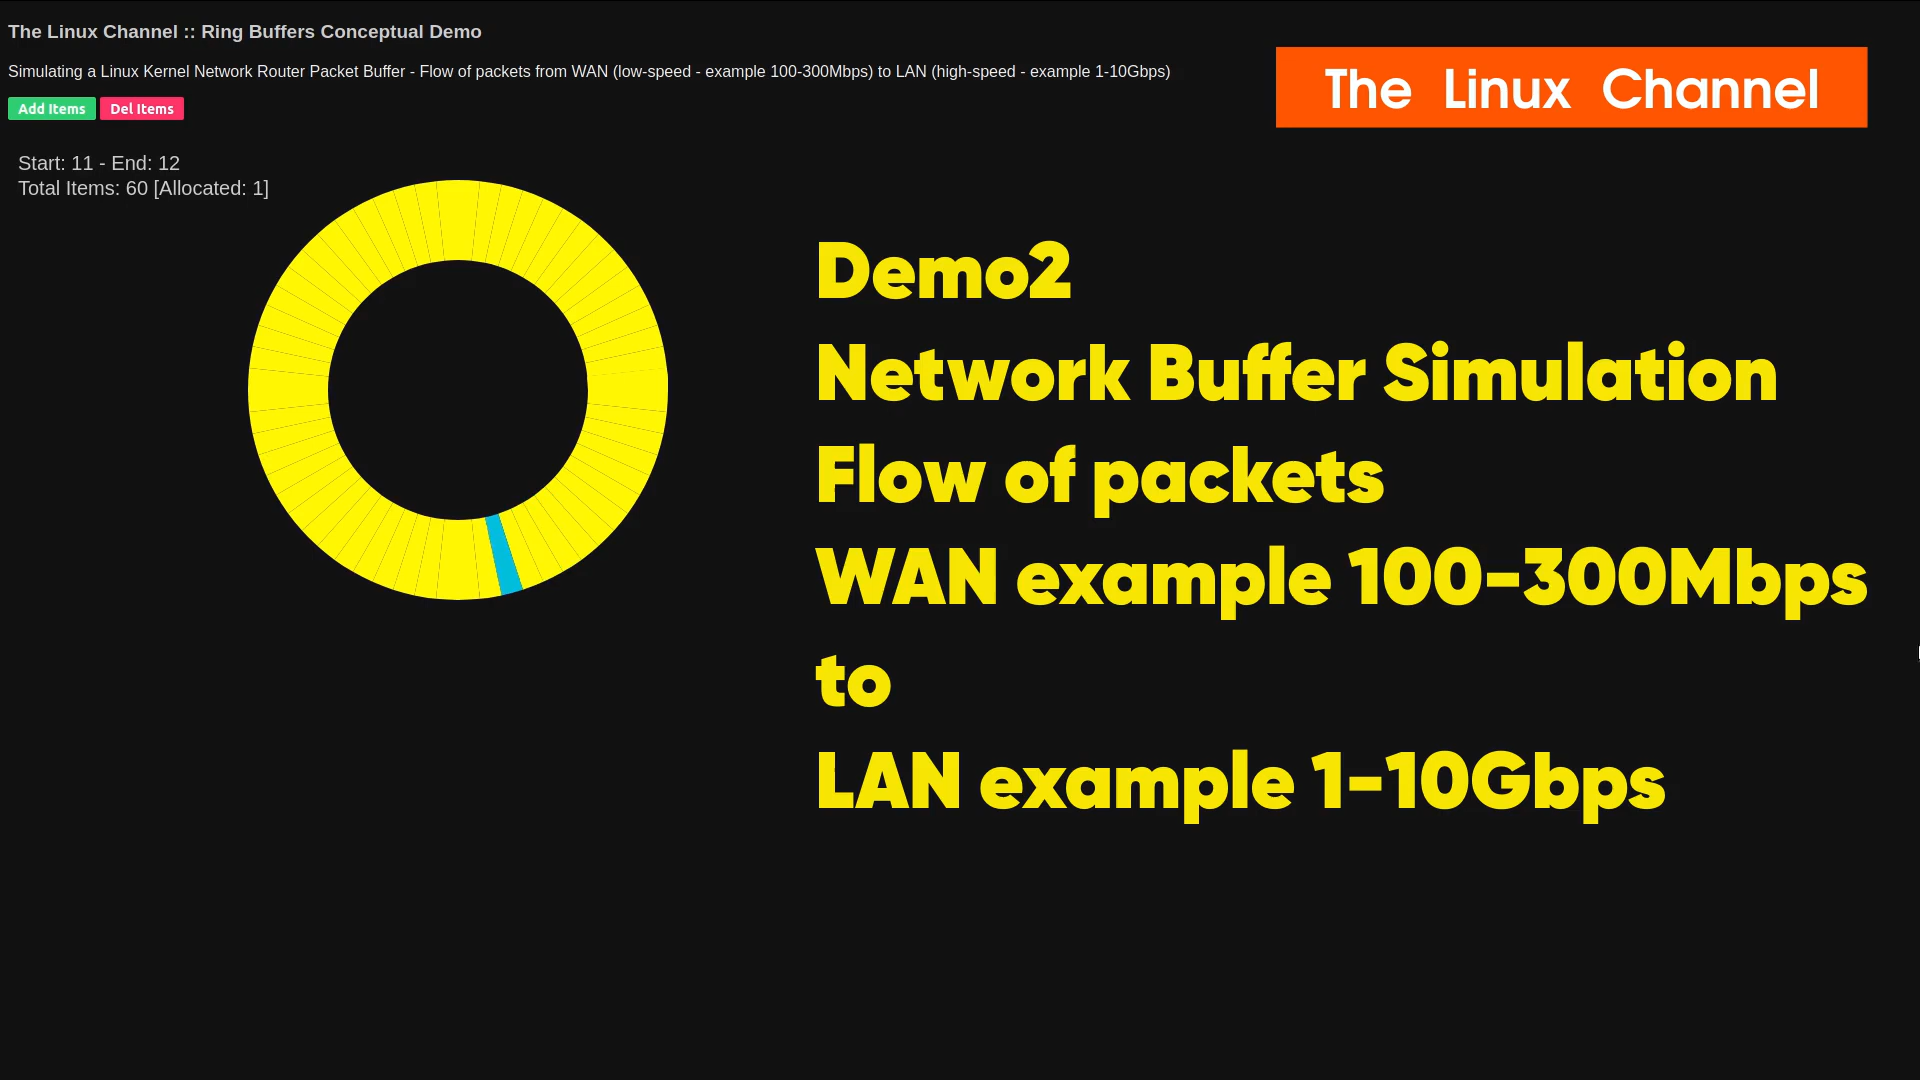 The Linux Channel :: Ring Buffers Conceptual Demo
Simulating a Linux Kernel Network Router Packet Buffer - Flow of packets from WAN (low-speed - example 100-300Mbps) to LAN (high-speed - example 1-10Gbps)
The Linux Channel
Add Items Del Items
Start: 11 - End: 12
Total Items: 60 [Allocated: 1]
Demo2
Network Buffer Simulation
Flow of packets
WAN example 100-300Mbps
to
LAN example 1-10Gbps